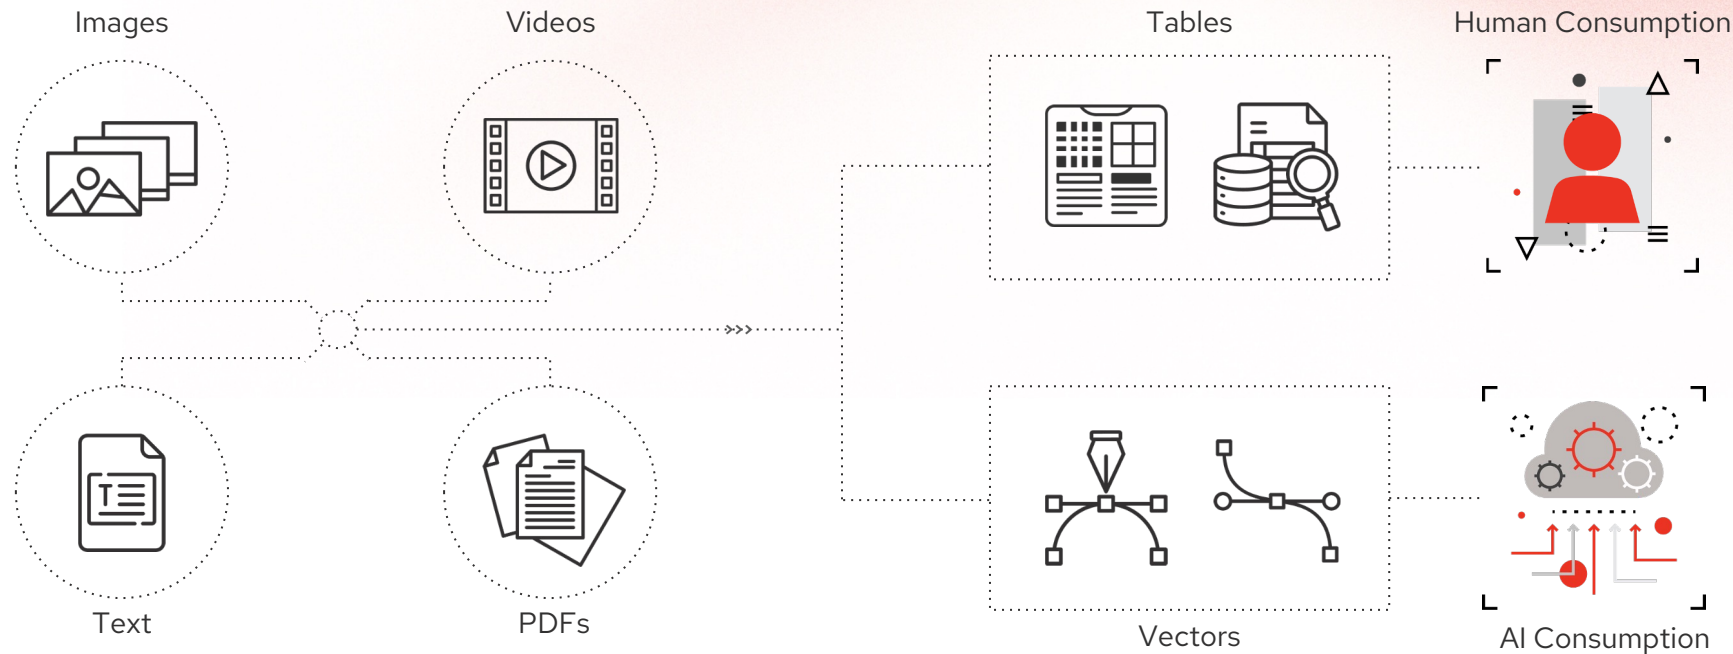 Images
Videos
Tables
Human Consumption
Text
PDFs
Vectors
AI Consumption